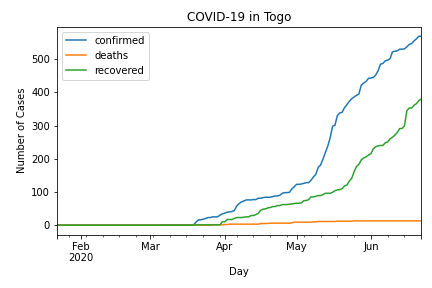 COVID-19 in Togo
confirmed
deaths
recovered
Number of Cases
500
400
300
200
100
0
Feb
2020
Mar
Apr
May
Jun
Day